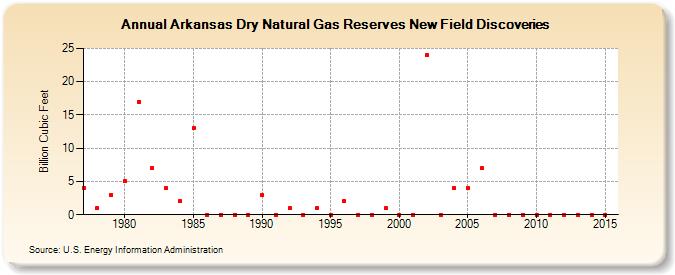 Annual Arkansas Dry Natural Gas Reserves New Field Discoveries
Billion Cubic Feet
25
20
15
10
5
0
1980 1985 1990 1995 2000 2005 2010 2015
Source: U.S. Energy Information Administration